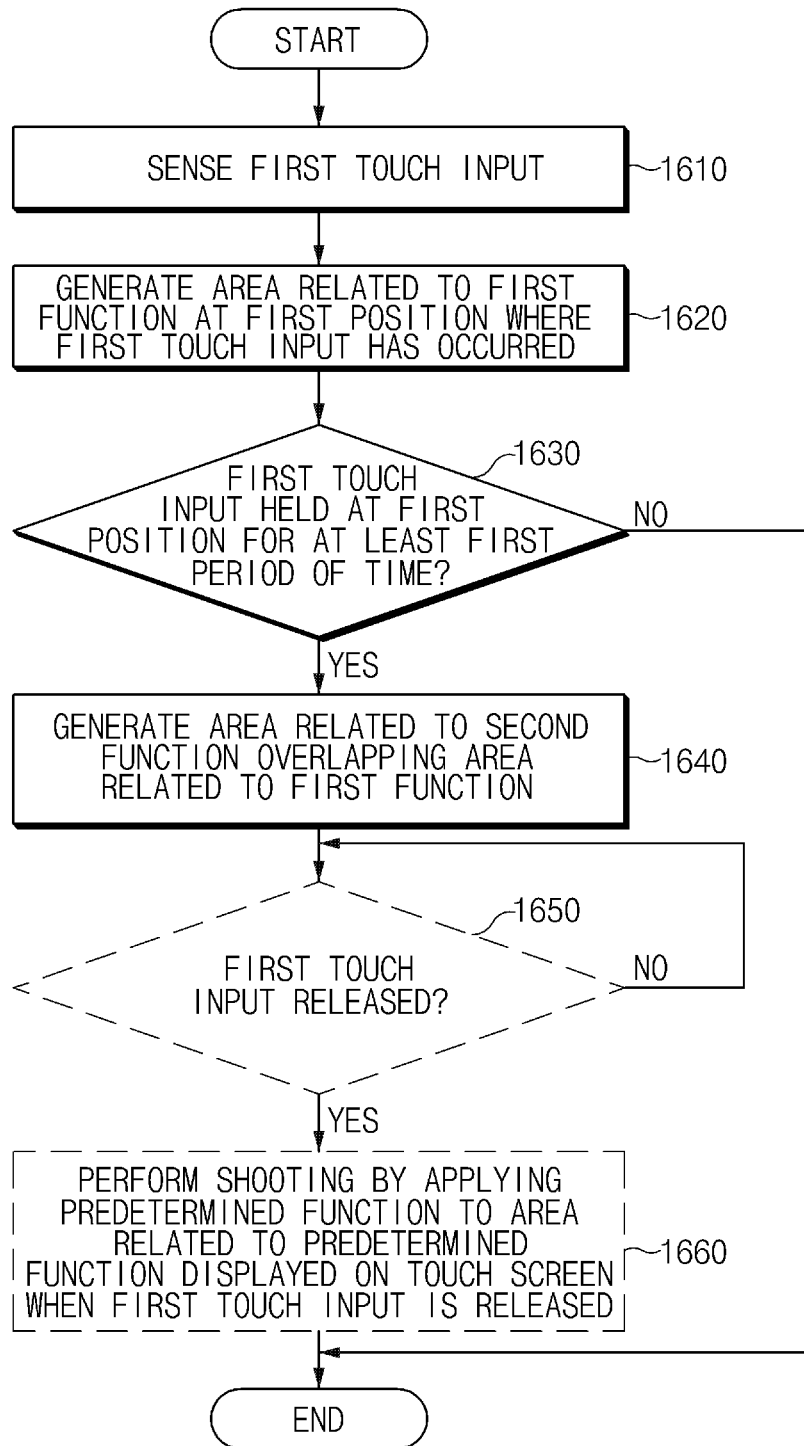 START
SENSE FIRST TOUCH INPUT
1610
GENERATE AREA RELATED TO FIRST
FUNCTION AT FIRST POSITION WHERE
FIRST TOUCH INPUT HAS OCCURRED
1620
1630
FIRST TOUCH
INPUT HELD AT FIRST
POSITION FOR AT LEAST FIRST
PERIOD OF TIME?
NO
YES
GENERATE AREA RELATED TO SECOND
FUNCTION OVERLAPPING AREA
RELATED TO FIRST FUNCTION
1640
1650
FIRST TOUCH
INPUT RELEASED?
NO
YES
PERFORM SHOOTING BY APPLYING
PREDETERMINED FUNCTION TO AREA
RELATED TO PREDETERMINED
FUNCTION DISPLAYED ON TOUCH SCREEN
WHEN FIRST TOUCH INPUT IS RELEASED
1660
END